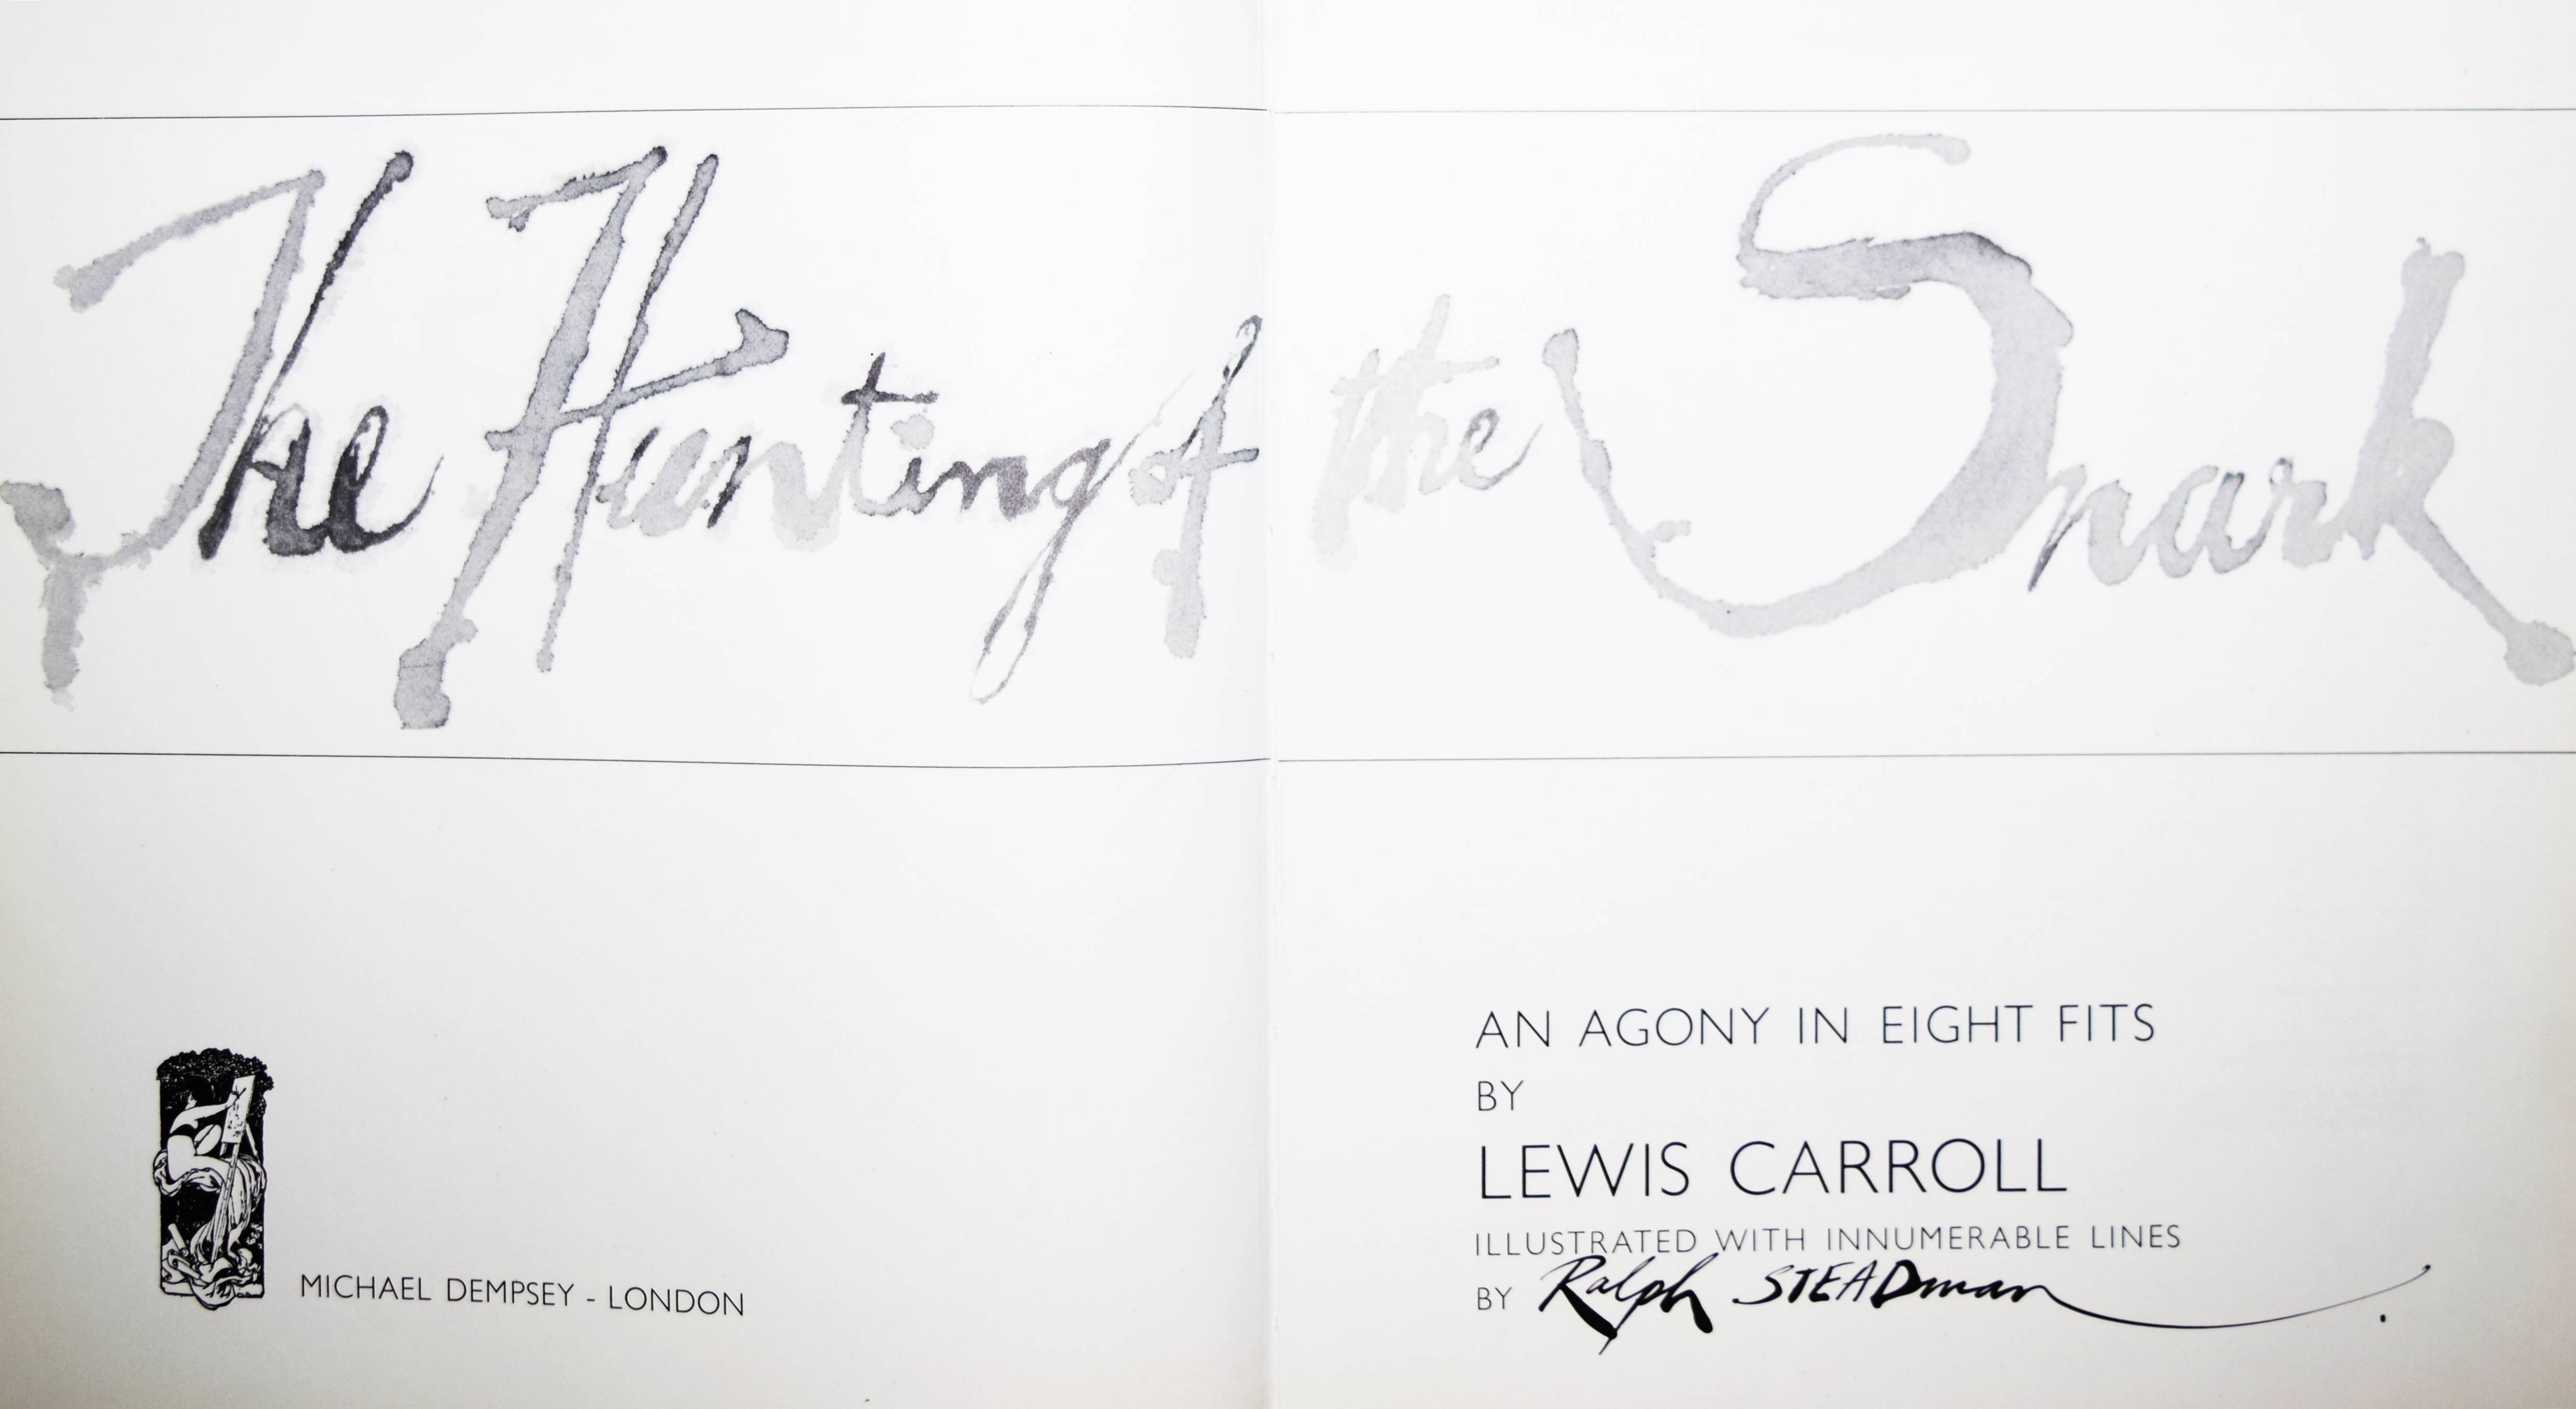 The Hunting of the Snark
MICHAEL DEMPSEY - LONDON
AN AGONY IN EIGHT FITS
BY
LEWIS CARROLL
ILLUSTRATED WITH INNUMERABLE LINES
BY Ralph STEADman